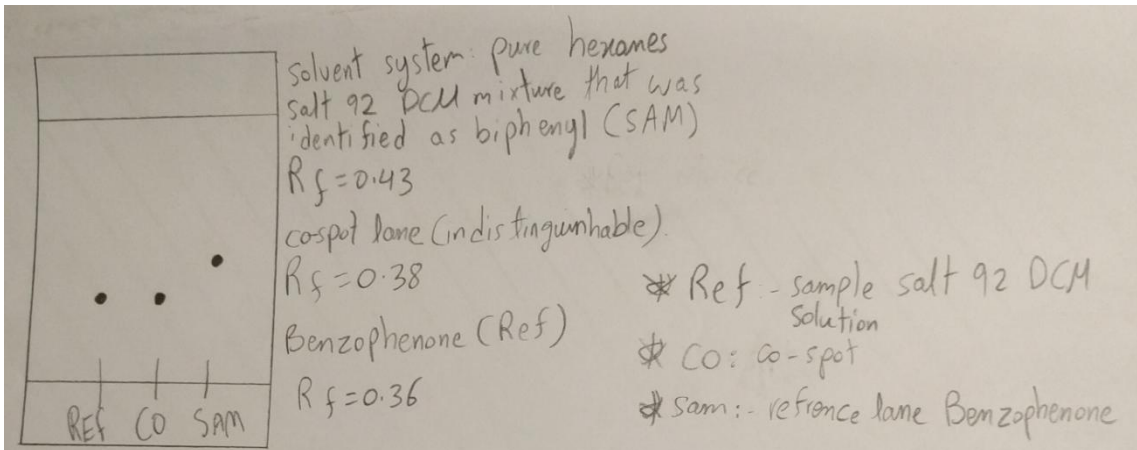 Solvent system: pure hexanes
salt 92 DCM mixture that was
identified as biphenyl (SAM)
Rf=0.43
co-spot lane (indistinguinhable).
Rf=0.38
Benzophenone (Ref)
Rf=0.36
* Ref - sample salt 92 DCM
Solution
* CO: Co-spot
* Sam:- refrence lane Benzophenone
REf CO SAM